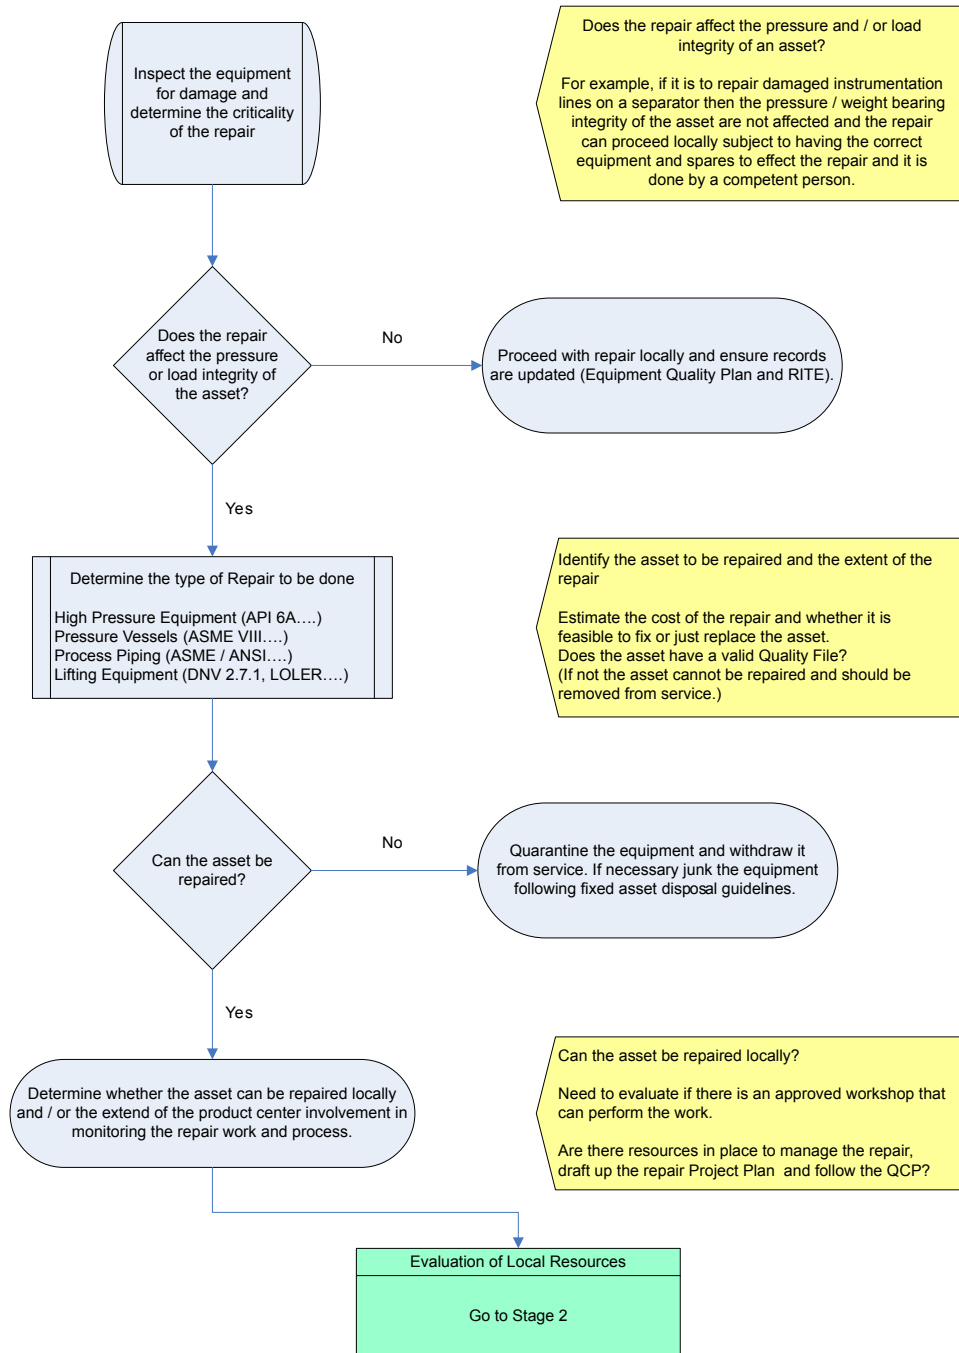 Inspect the equipment
for damage and
determine the criticality
of the repair
Does the repair affect the pressure and / or load
integrity of an asset?
For example, if it is to repair damaged instrumentation
lines on a separator then the pressure / weight bearing
integrity of the asset are not affected and the repair
can proceed locally subject to having the correct
equipment and spares to effect the repair and it is
done by a competent person.
Does the repair
affect the pressure
or load integrity of
the asset?
No
Proceed with repair locally and ensure records
are updated (Equipment Quality Plan and RITE).
Yes
Determine the type of Repair to be done
High Pressure Equipment (API 6A....)
Pressure Vessels (ASME VIII....)
Process Piping (ASME / ANSI....)
Lifting Equipment (DNV 2.7.1, LOLER....)
Identify the asset to be repaired and the extent of the
repair
Estimate the cost of the repair and whether it is
feasible to fix or just replace the asset.
Does the asset have a valid Quality File?
(If not the asset cannot be repaired and should be
removed from service.)
Can the asset be
repaired?
No
Quarantine the equipment and withdraw it
from service. If necessary junk the equipment
following fixed asset disposal guidelines.
Yes
Determine whether the asset can be repaired locally
and / or the extend of the product center involvement in
monitoring the repair work and process.
Can the asset be repaired locally?
Need to evaluate if there is an approved workshop that
can perform the work.
Are there resources in place to manage the repair,
draft up the repair Project Plan  and follow the QCP?
Evaluation of Local Resources
Go to Stage 2